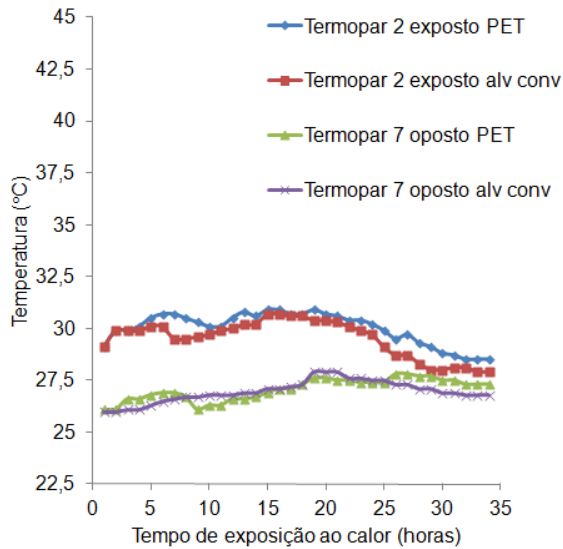 45
42,5
40
37,5
35
32,5
30
27,5
25
22,5
Temperatura (°C)
Termopar 2 exposto PET
Termopar 2 exposto alv conv
Termopar 7 oposto PET
Termopar 7 oposto alv conv
0 5 10 15 20 25 30 35
Tempo de exposição ao calor (horas)